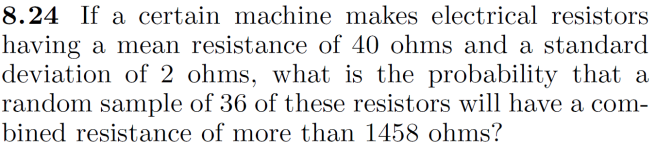 8.24 If a certain machine makes electrical resistors
having a mean resistance of 40 ohms and a standard
deviation of 2 ohms, what is the probability that a
random sample of 36 of these resistors will have a com-
bined resistance of more than 1458 ohms?